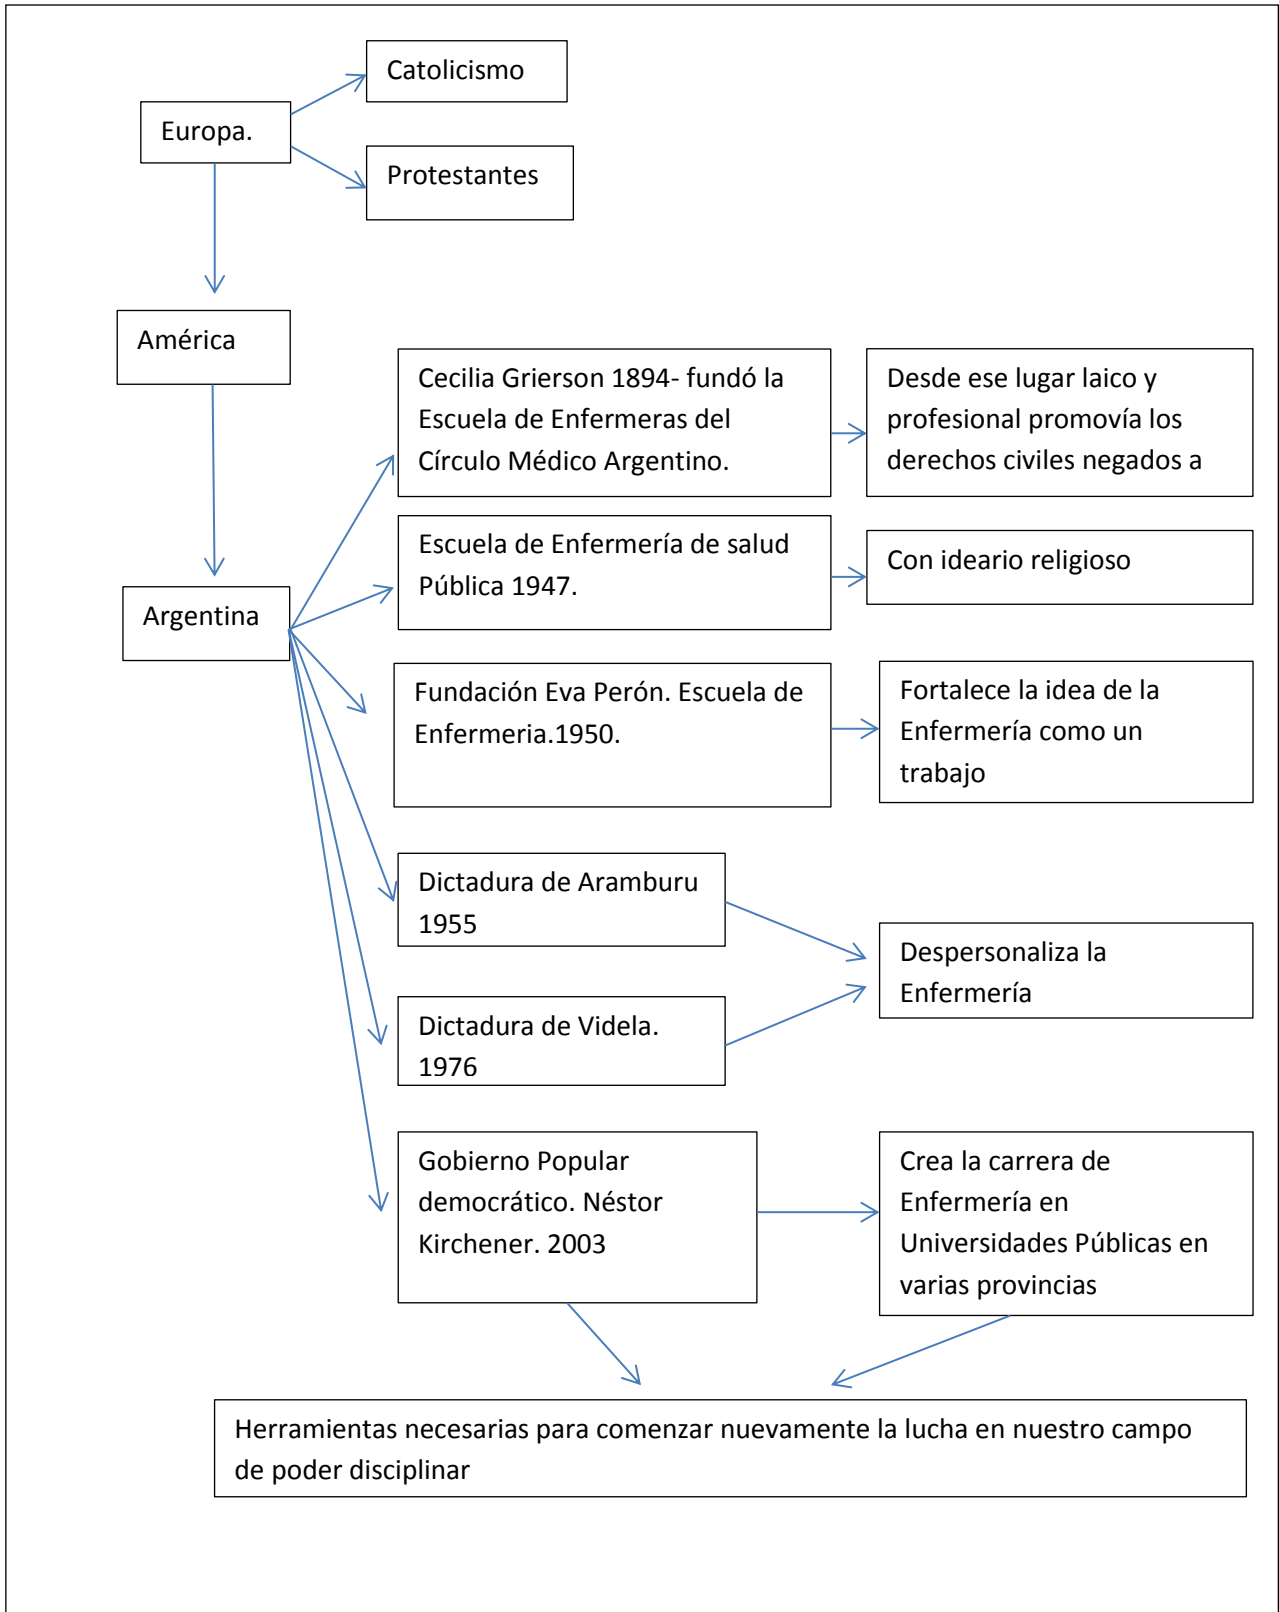 Catolicismo
Europa.
Protestantes
América
Cecilia Grierson 1894- fundó la
Escuela de Enfermeras del
Círculo Médico Argentino.
Desde ese lugar laico y
profesional promovía los
derechos civiles negados a
Escuela de Enfermería de salud
Pública 1947.
Con ideario religioso
Argentina
Fundación Eva Perón. Escuela de
Enfermeria.1950.
Fortalece la idea de la
Enfermería como un
trabajo
Dictadura de Aramburu
1955
Despersonaliza la
Enfermería
Dictadura de Videla.
1976
Gobierno Popular
democrático. Néstor
Kirchener. 2003
Crea la carrera de
Enfermería en
Universidades Públicas en
varias provincias
Herramientas necesarias para comenzar nuevamente la lucha en nuestro campo
de poder disciplinar